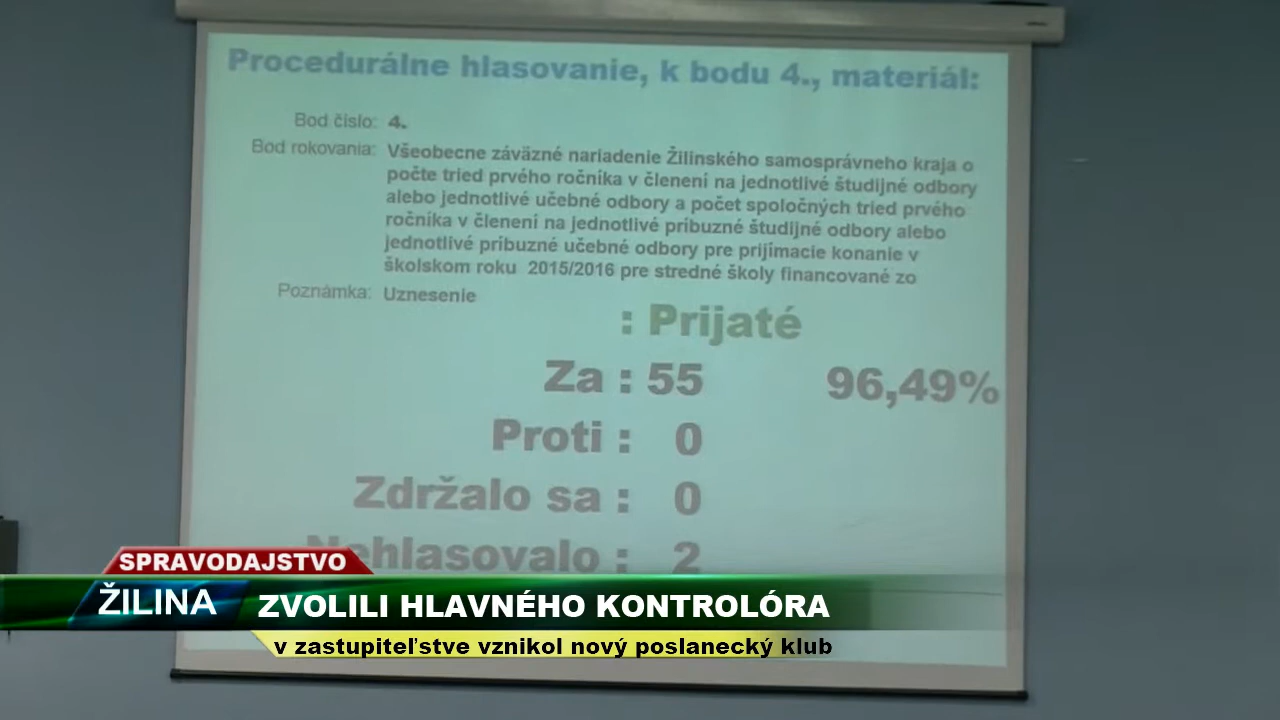 Procedurálne hlasovanie, k bodu 4., materiál:
Bod číslo: 4.
Bod rokovania: Všeobecne záväzné nariadenie Žilinského samosprávneho kraja o
počte tried prvého ročníka v členení na jednotlivé študijné odbory
alebo jednotlivé učebné odbory a počet spoločných tried prvého
ročníka v členení na jednotlivé príbuzné študijné odbory alebo
jednotlivé príbuzné učebné odbory pre prijímacie konanie v
školskom roku 2015/2016 pre stredné školy financované zo
Poznámka: Uznesenie
: Prijaté
Za : 55 96,49%
Proti : 0
Zdržalo sa : 0
Nehlasovalo : 2
SPRAVODAJSTVO
ŽILINA ZVOLILI HLAVNÉHO KONTROLÓRA
v zastupiteľstve vznikol nový poslanecký klub